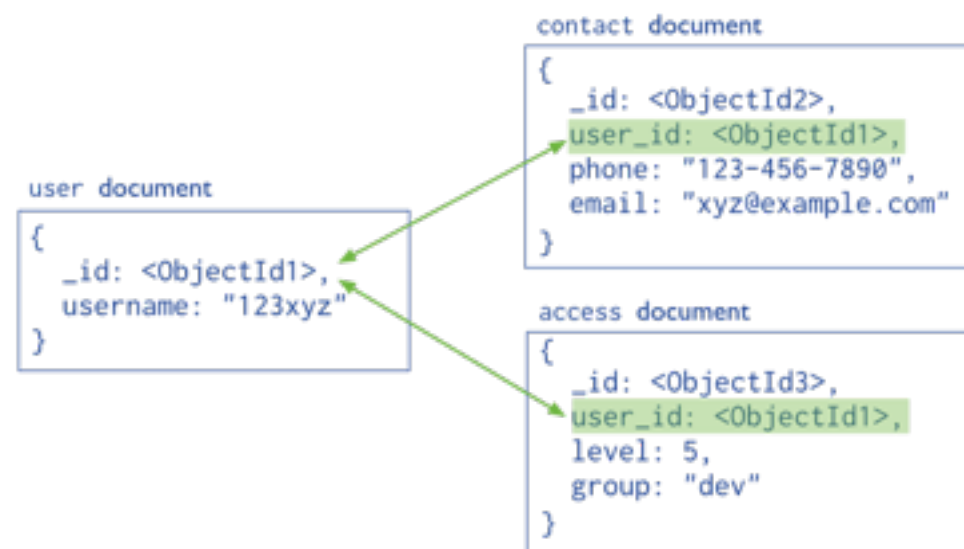 user document
{
_id: <ObjectId1>,
username: "123xyz"
}
contact document
{
_id: <ObjectId2>,
user_id: <ObjectId1>,
phone: "123-456-7890",
email: "xyz@example.com"
}
access document
{
_id: <ObjectId3>,
user_id: <ObjectId1>,
level: 5,
group: "dev"
}